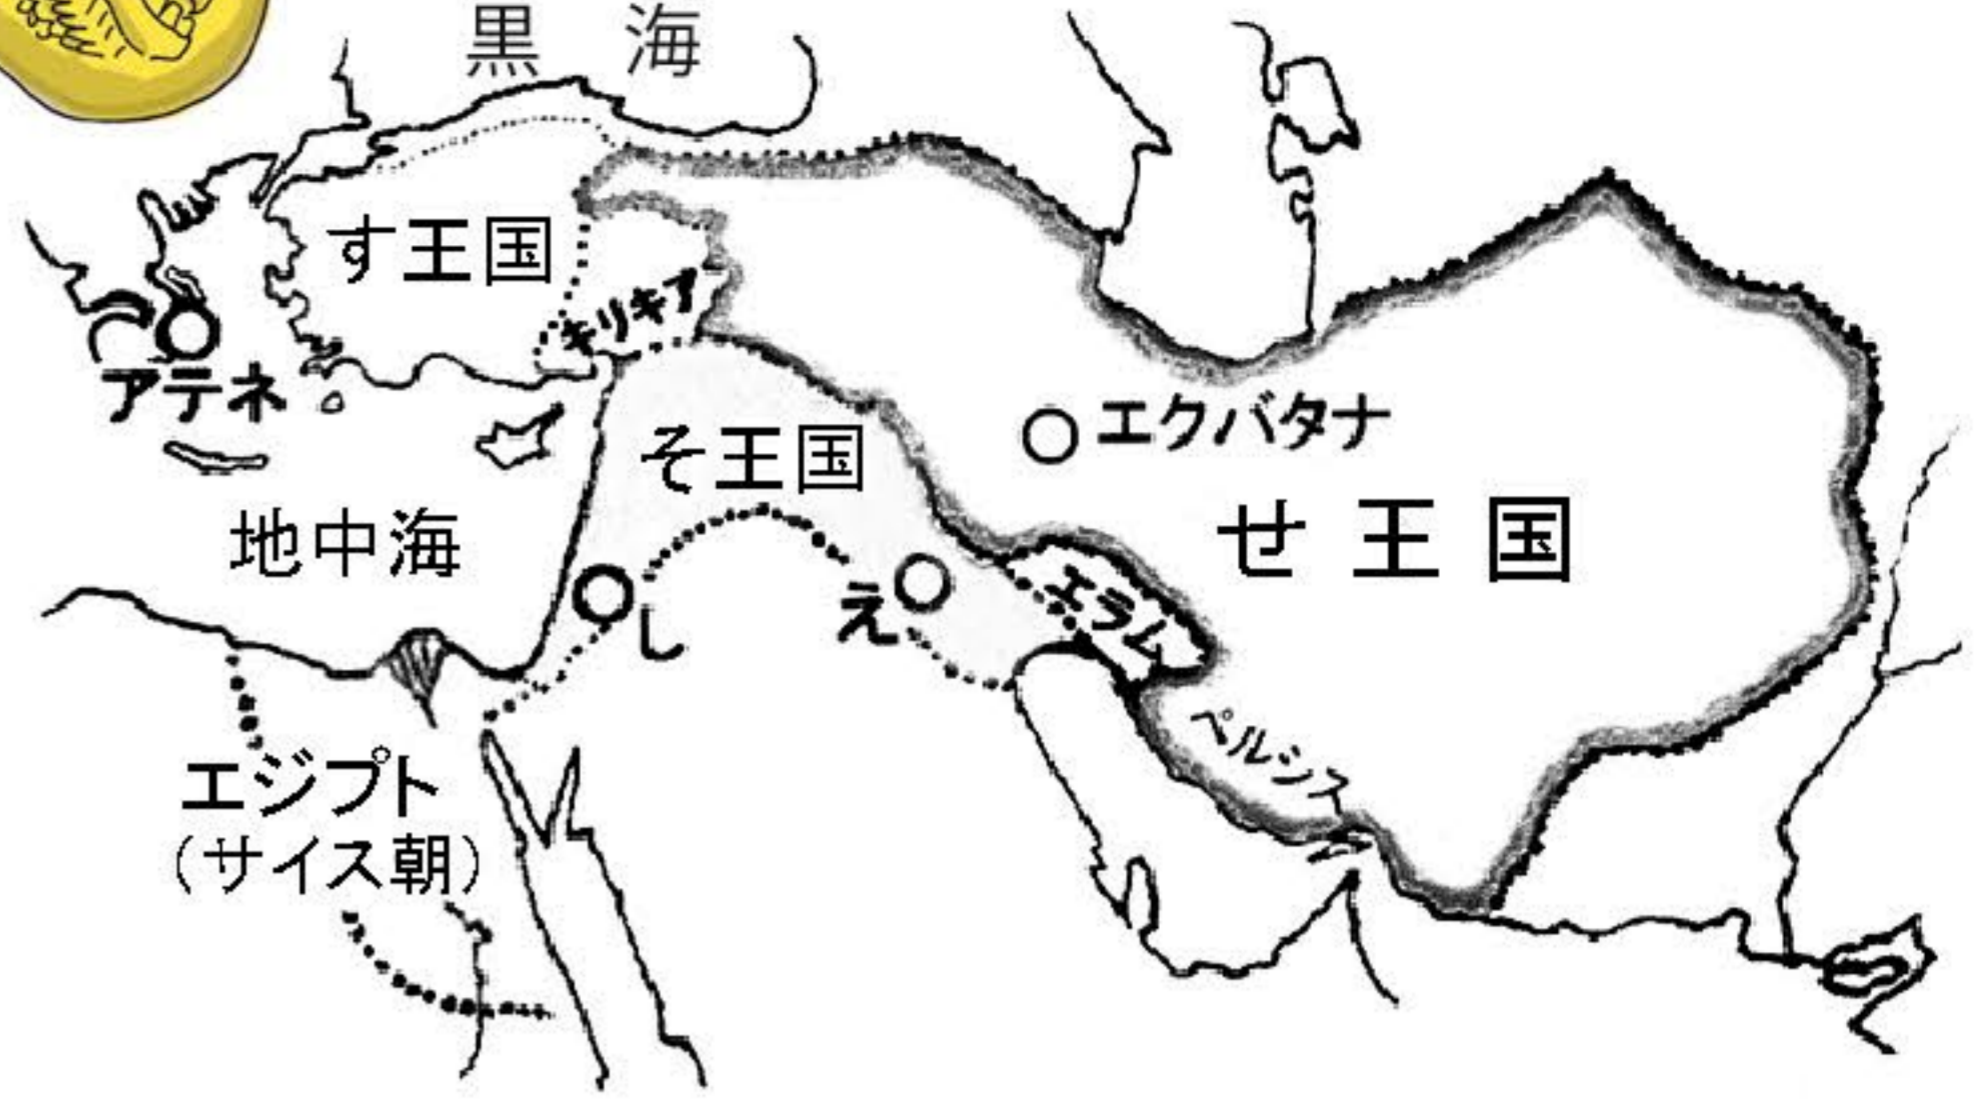 黒海
す王国
キリキア
アテネ
エクバタナ
そ王国
せ王国
地中海
エラム
し
え
ペルシス
エジプト
(サイス朝)